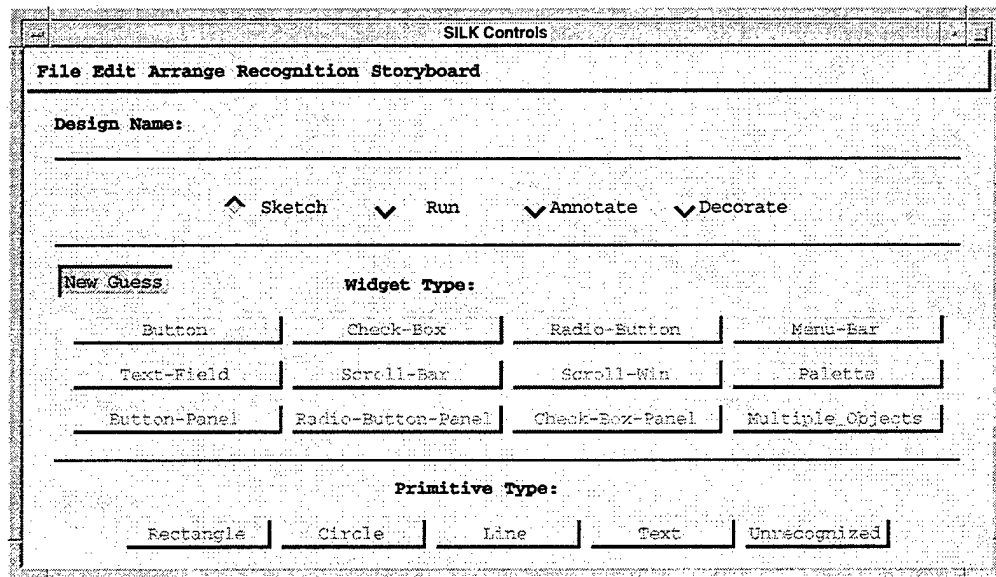 SILK Controls
File Edit Arrange Recognition Storyboard
Design Name:
Sketch Run Annotate Decorate
New Guess Widget Type:
Button Check-Box Radio-Button Menu-Bar
Text-Field Scroll-Bar Scroll-Win Palette
Button-Panel Radio-Button-Panel Check-Box-Panel Multiple Objects
Primitive Type:
Rectangle Circle Line Text Unrecognized